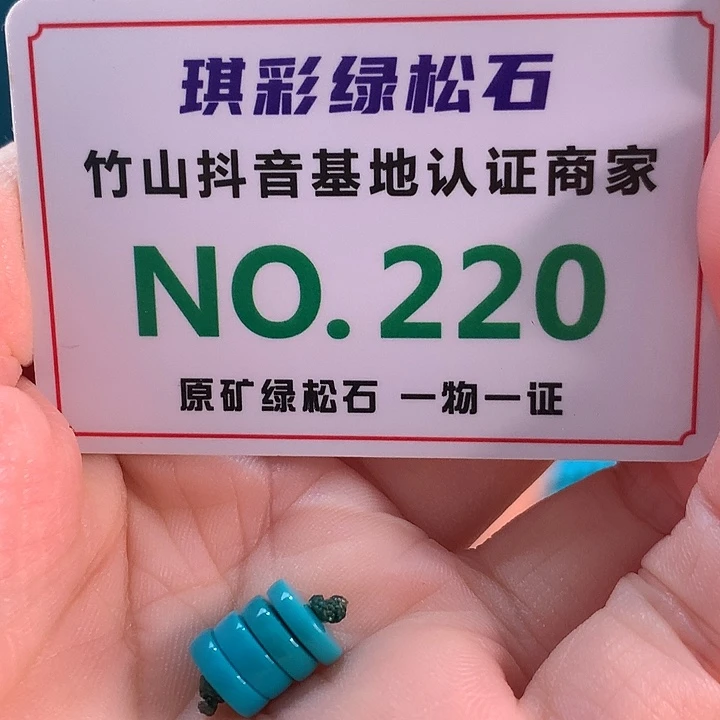 琪彩绿松石
竹山抖音基地认证商家
NO.220
原矿绿松石 一物一证